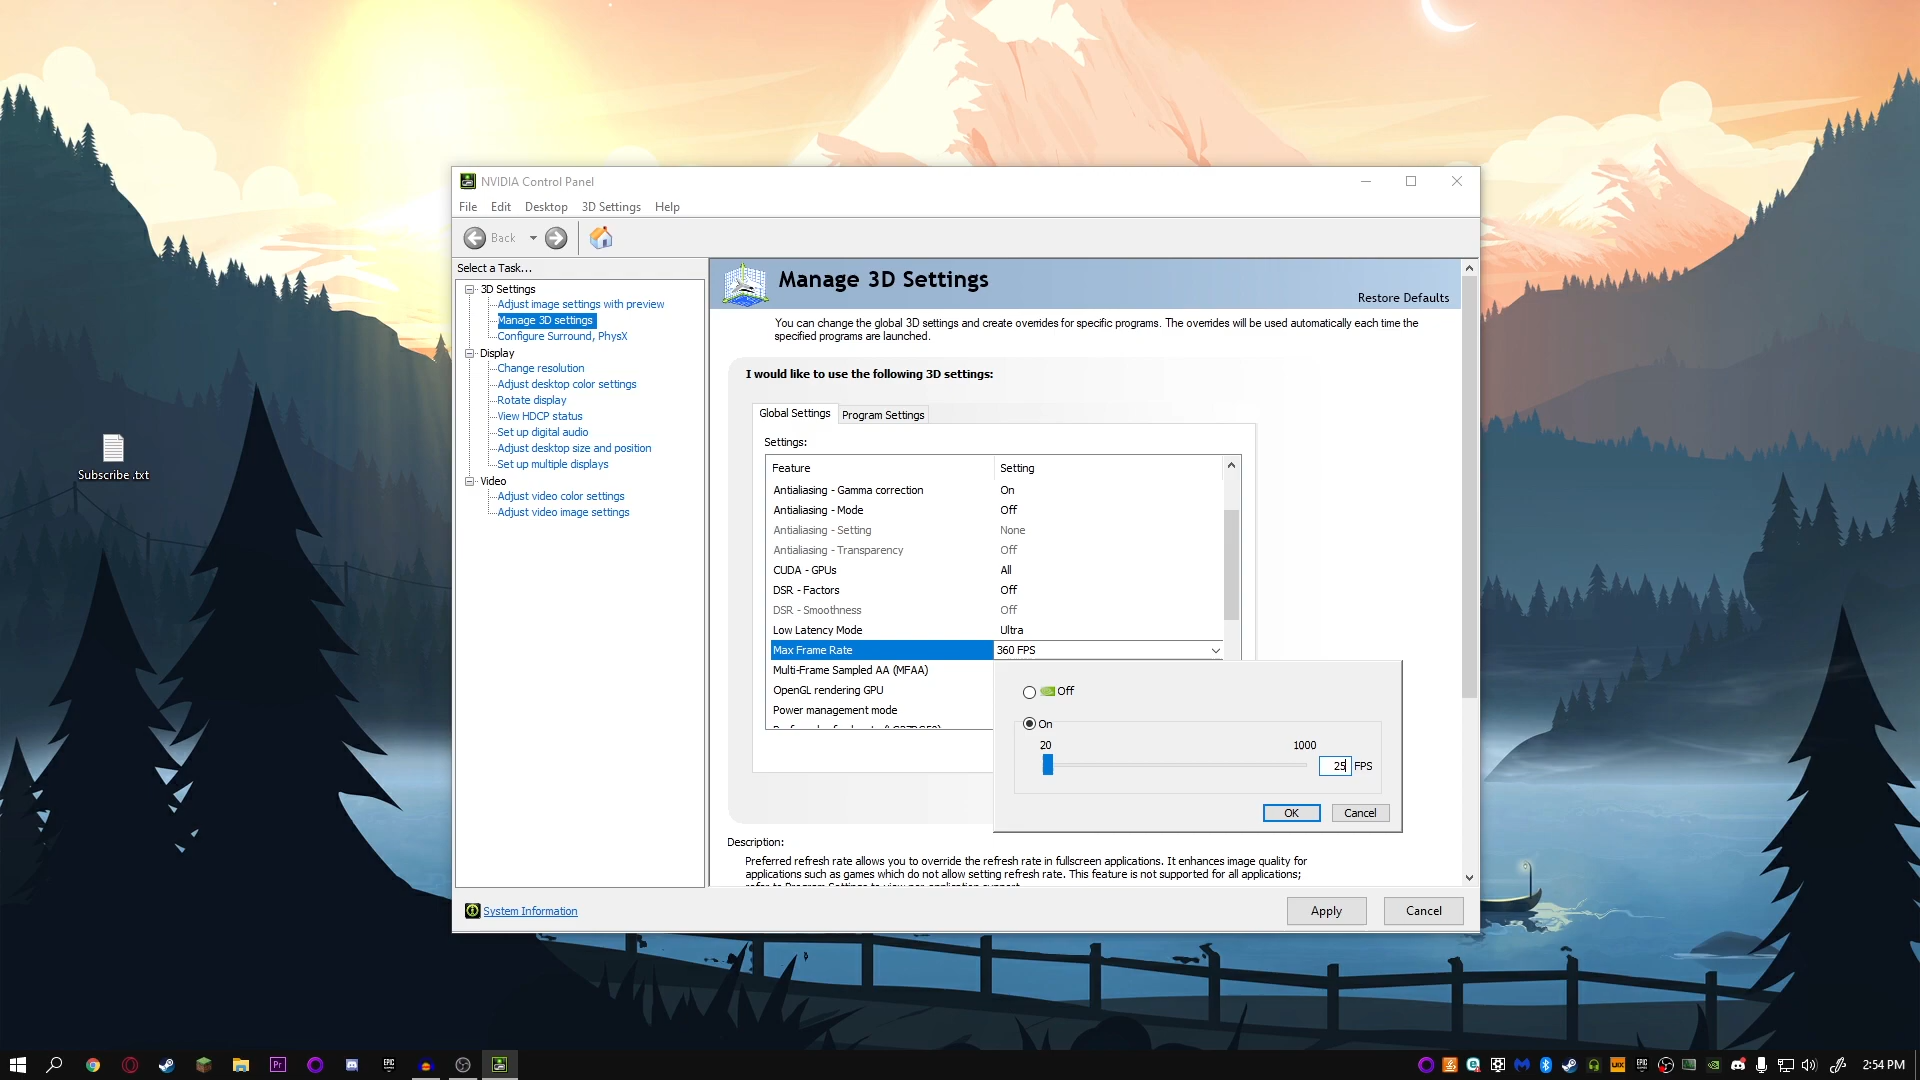 NVIDIA Control Panel
File Edit Desktop 3D Settings Help
Back
Select a Task...
3D Settings
Adjust image settings with preview
Manage 3D settings
Configure Surround, PhysX
Display
Change resolution
Adjust desktop color settings
Rotate display
View HDCP status
Set up digital audio
Adjust desktop size and position
Set up multiple displays
Video
Adjust video color settings
Adjust video image settings
System Information
Manage 3D Settings
Restore Defaults
You can change the global 3D settings and create overrides for specific programs. The overrides will be used automatically each time the
specified programs are launched.
I would like to use the following 3D settings:
Global Settings Program Settings
Settings:
Feature Setting
Antialiasing - Gamma correction On
Antialiasing - Mode Off
Antialiasing - Setting None
Antialiasing - Transparency Off
CUDA - GPUs All
DSR - Factors Off
DSR - Smoothness Off
Low Latency Mode Ultra
Max Frame Rate 360 FPS
Multi-Frame Sampled AA (MFAA)
OpenGL rendering GPU
Power management mode
Off
On
20 1000
25 FPS
OK Cancel
Description:
Preferred refresh rate allows you to override the refresh rate in fullscreen applications. It enhances image quality for
applications such as games which do not allow setting refresh rate. This feature is not supported for all applications;
Apply Cancel
Subscribe .txt
Pr
EPIC
UX
EPIC
2:54 PM